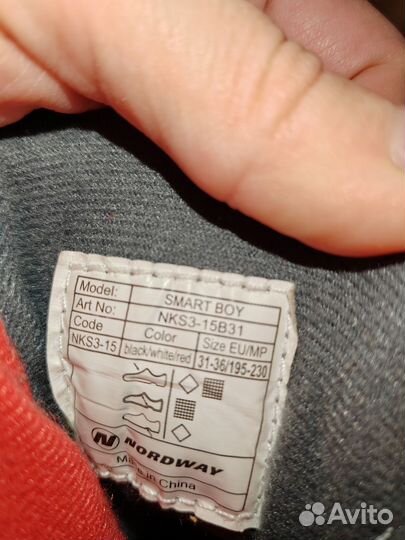 Model: SMART BOY
Art No: NKS3-15B31
Code Color Size EU/MP
NKS3-15 black/white/red 31-36/195-230
N NORDWAY
Made in China
Avito